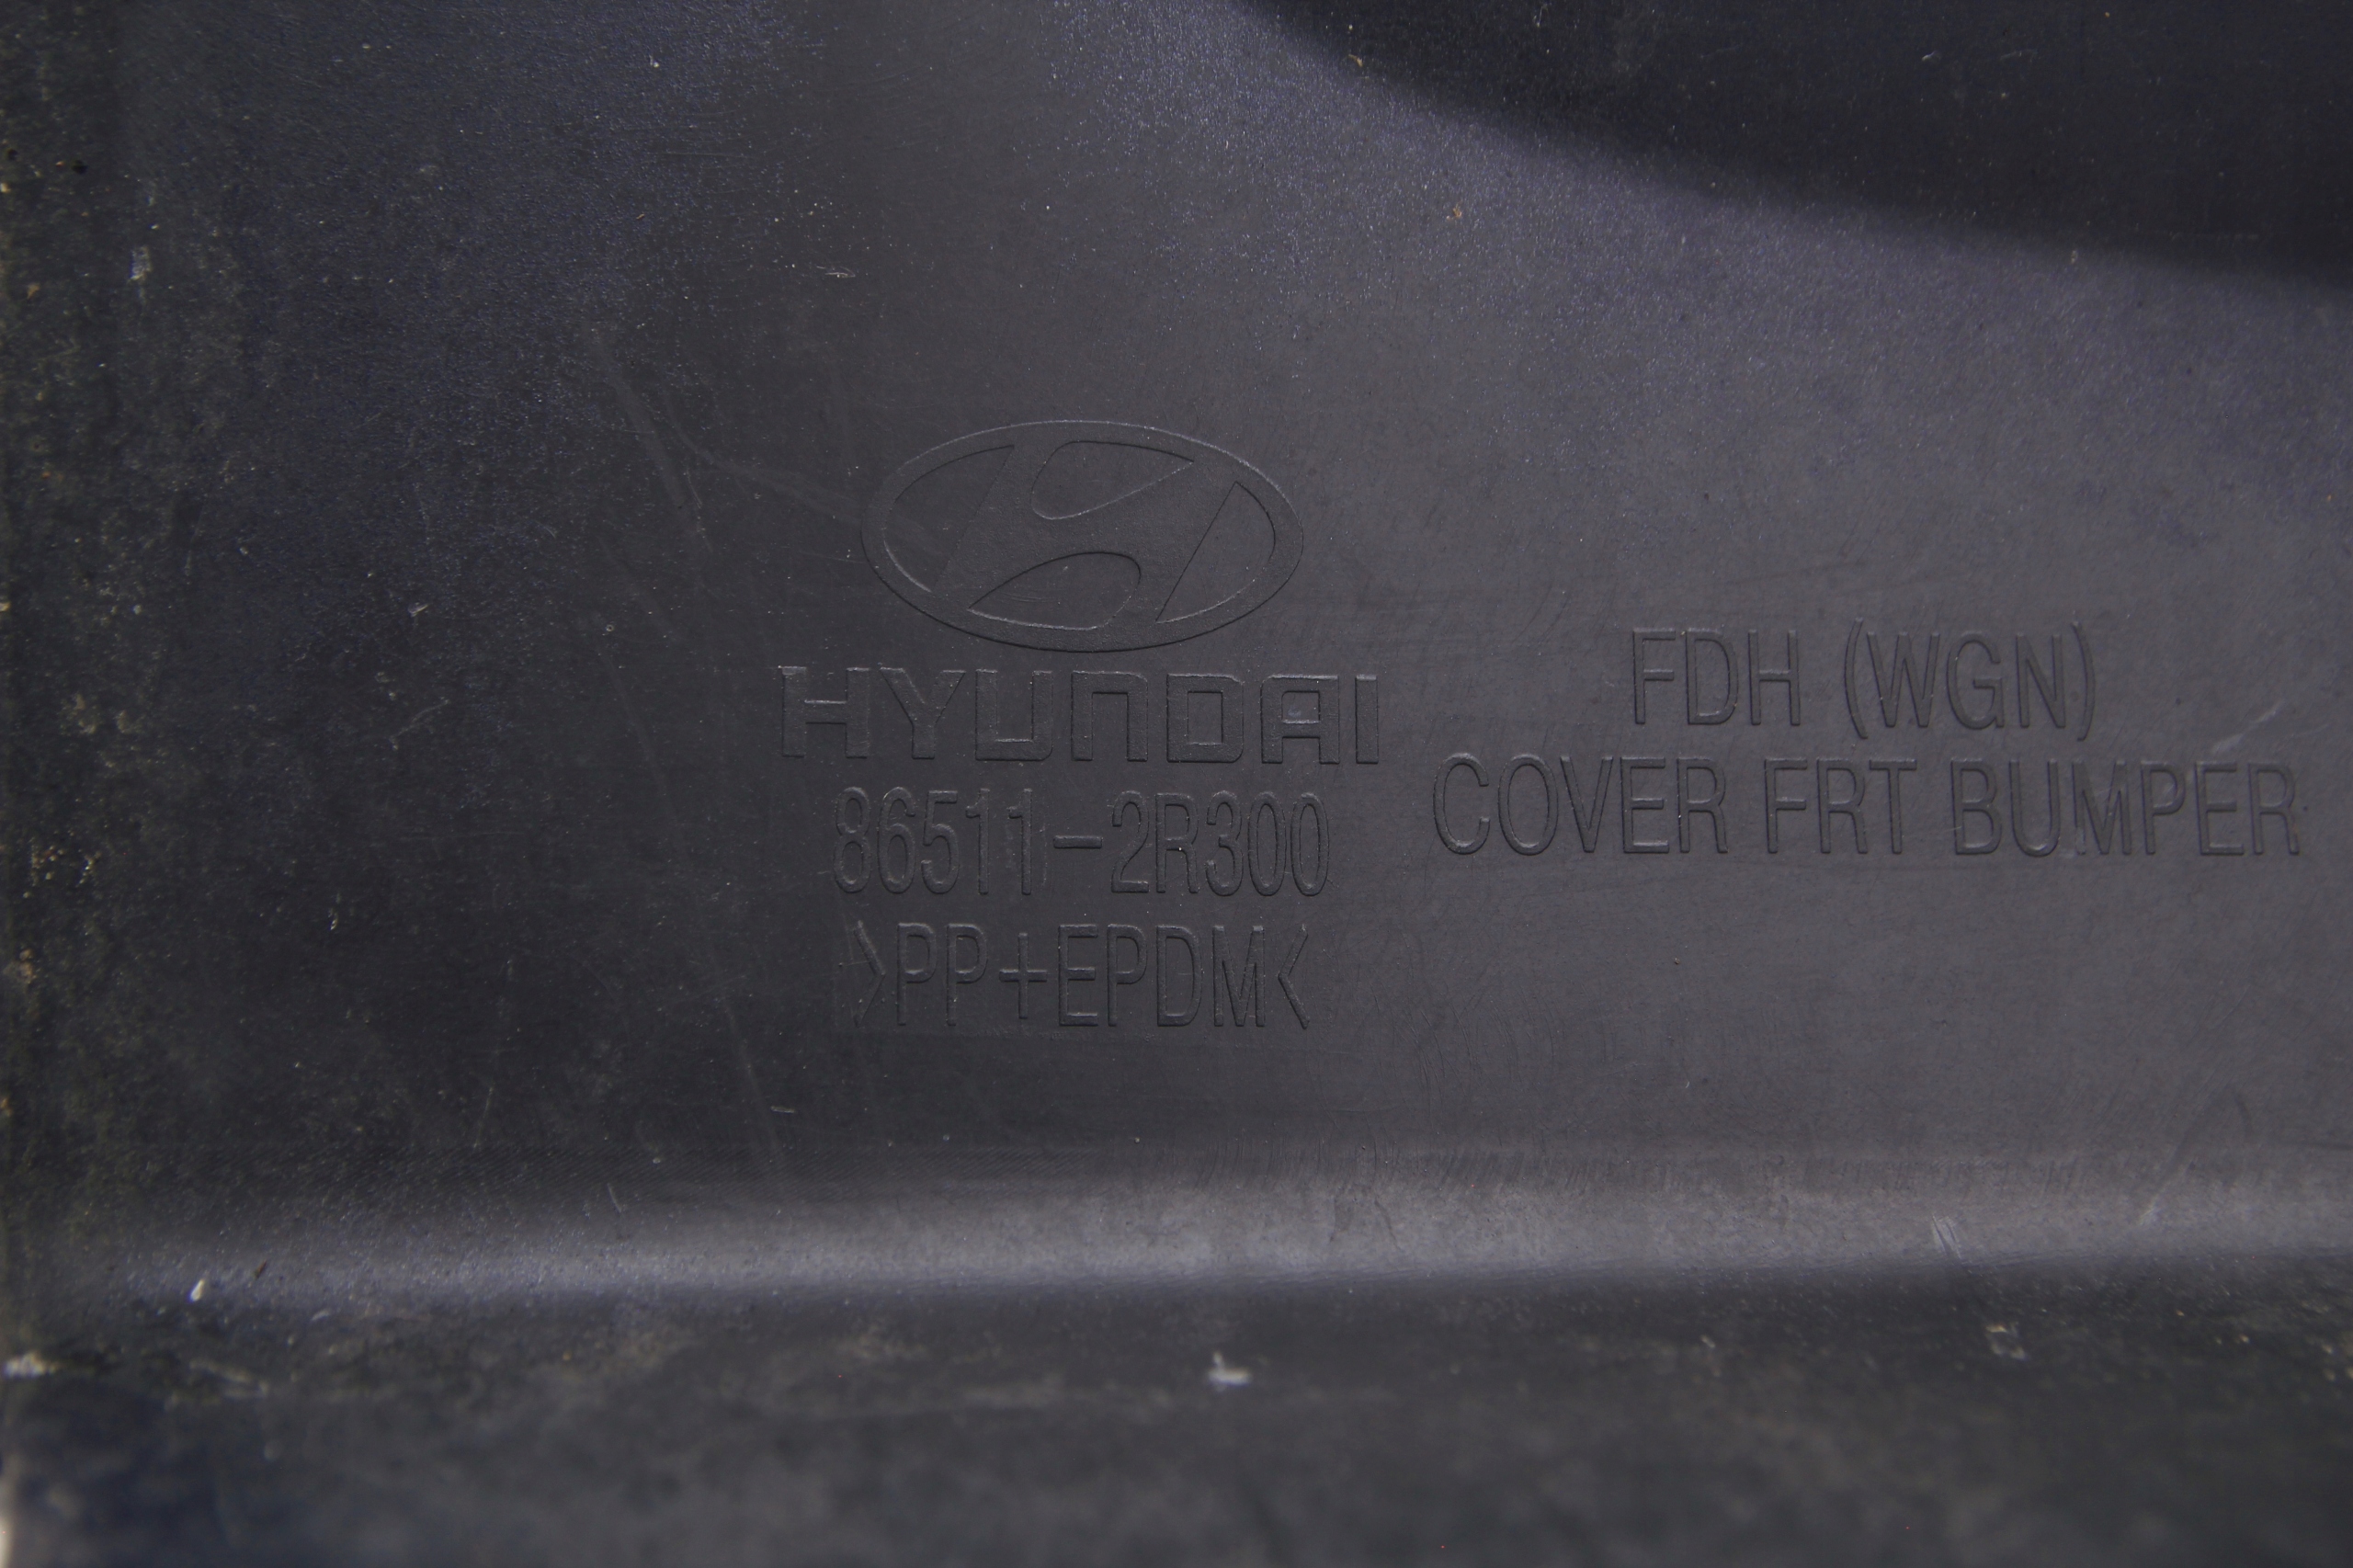 HYUNDAI
86511-2R300
>PP+EPDM<
FDH (WGN)
COVER FRT BUMPER